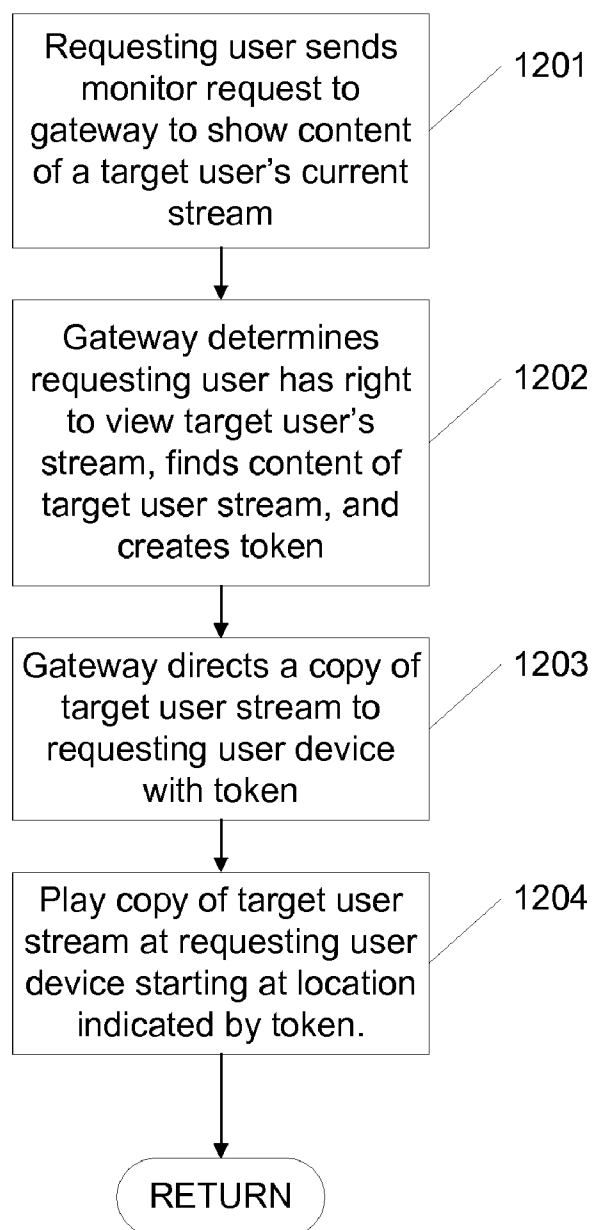 Requesting user sends
monitor request to
gateway to show content
of a target user's current
stream
1201
Gateway determines
requesting user has right
to view target user's
stream, finds content of
target user stream, and
creates token
1202
Gateway directs a copy of
target user stream to
requesting user device
with token
1203
Play copy of target user
stream at requesting user
device starting at location
indicated by token.
1204
RETURN